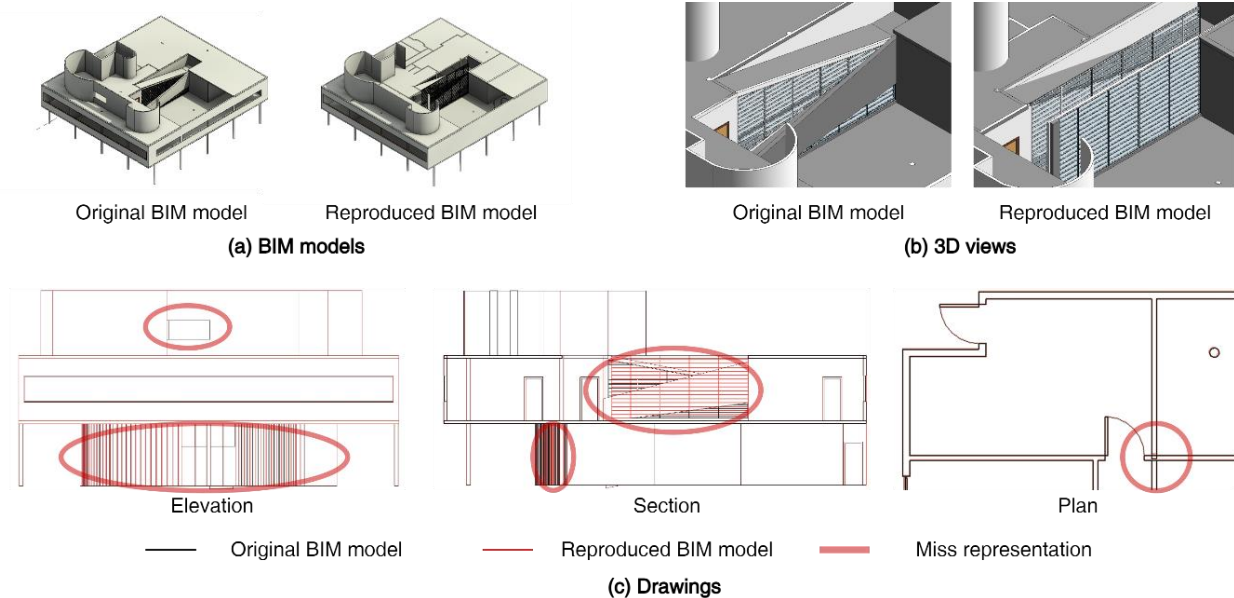 Original BIM model Reproduced BIM model
(a) BIM models
Original BIM model Reproduced BIM model
(b) 3D views
Elevation Section Plan
Original BIM model Reproduced BIM model Miss representation
(c) Drawings